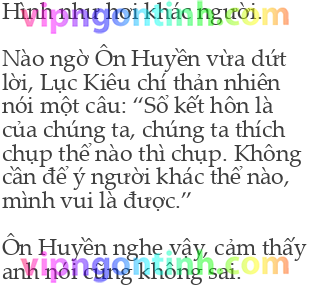 Hình như hơi khác người.
vipngontinh.com
Nào ngờ Ôn Huyền vừa dứt
lời, Lục Kiêu chỉ thản nhiên
nói một câu: “Sổ kết hôn là
của chúng ta, chúng ta thích
chụp thế nào thì chụp. Không
cần để ý người khác thế nào,
mình vui là được.”
Ôn Huyền nghe vậy, cảm thấy
anh nói cũng không sai.
vipngontinh.com